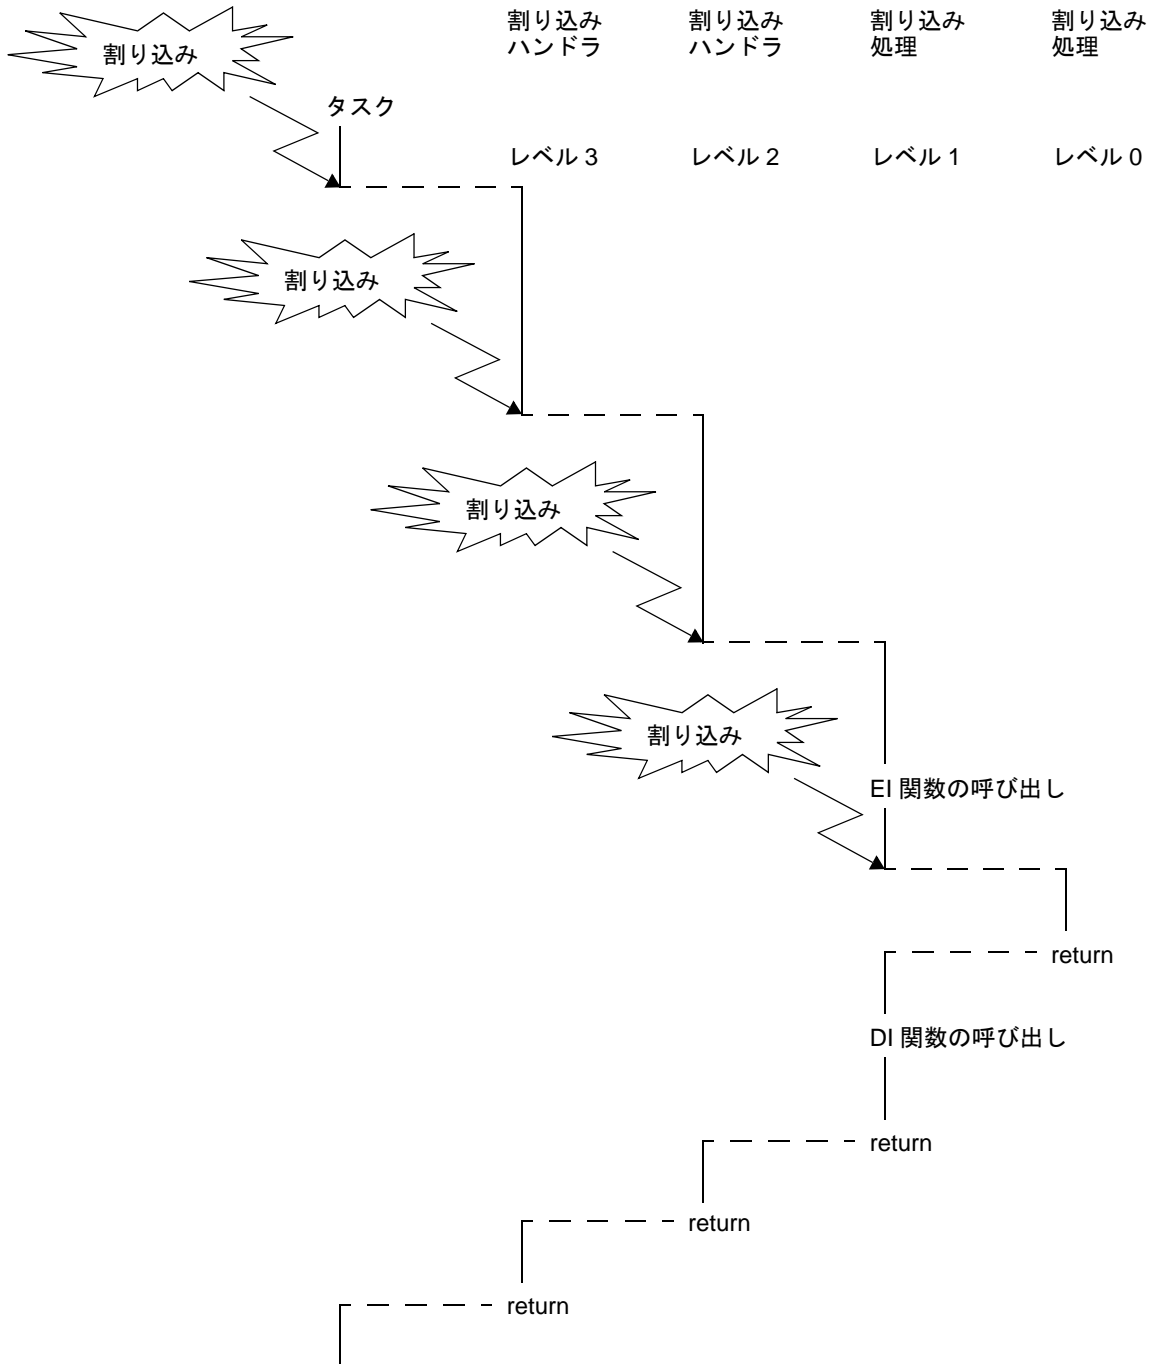 割り込み
割り込み
ハンドラ
割り込み
ハンドラ
割り込み
処理
割り込み
処理
タスク
レベル 3
レベル 2
レベル 1
レベル 0
割り込み
割り込み
割り込み
EI 関数の呼び出し
return
DI 関数の呼び出し
return
return
return